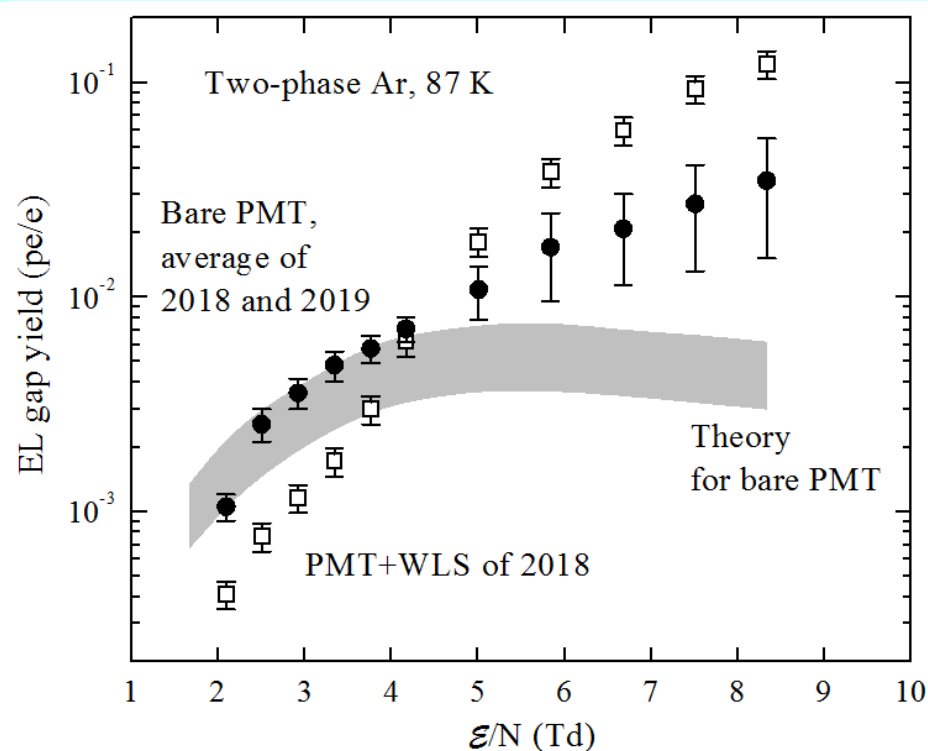 Two-phase Ar, 87 K
Bare PMT,
average of
2018 and 2019
Theory
for bare PMT
PMT+WLS of 2018
EL gap yield (pe/e)
10⁻¹
10⁻²
10⁻³
1 2 3 4 5 6 7 8 9 10
ℰ/N (Td)